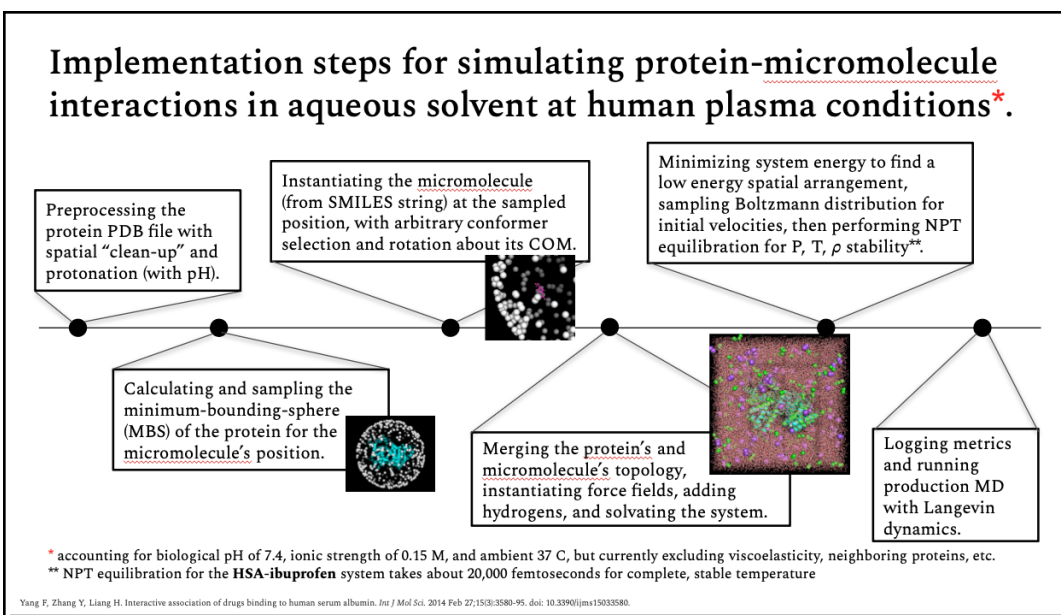 Implementation steps for simulating protein-micromolecule
interactions in aqueous solvent at human plasma conditions*.
Preprocessing the
protein PDB file with
spatial “clean-up” and
protonation (with pH).
Calculating and sampling the
minimum-bounding-sphere
(MBS) of the protein for the
micromolecule’s position.
Instantiating the micromolecule
(from SMILES string) at the sampled
position, with arbitrary conformer
selection and rotation about its COM.
Merging the protein’s and
micromolecule’s topology,
instantiating force fields, adding
hydrogens, and solvating the system.
Minimizing system energy to find a
low energy spatial arrangement,
sampling Boltzmann distribution for
initial velocities, then performing NPT
equilibration for P, T, ρ stability**.
Logging metrics
and running
production MD
with Langevin
dynamics.
* accounting for biological pH of 7.4, ionic strength of 0.15 M, and ambient 37 C, but currently excluding viscoelasticity, neighboring proteins, etc.
** NPT equilibration for the HSA-ibuprofen system takes about 20,000 femtoseconds for complete, stable temperature
Yang F, Zhang Y, Liang H. Interactive association of drugs binding to human serum albumin. Int J Mol Sci. 2014 Feb 27;15(3):3580-95. doi: 10.3390/ijms15033580.